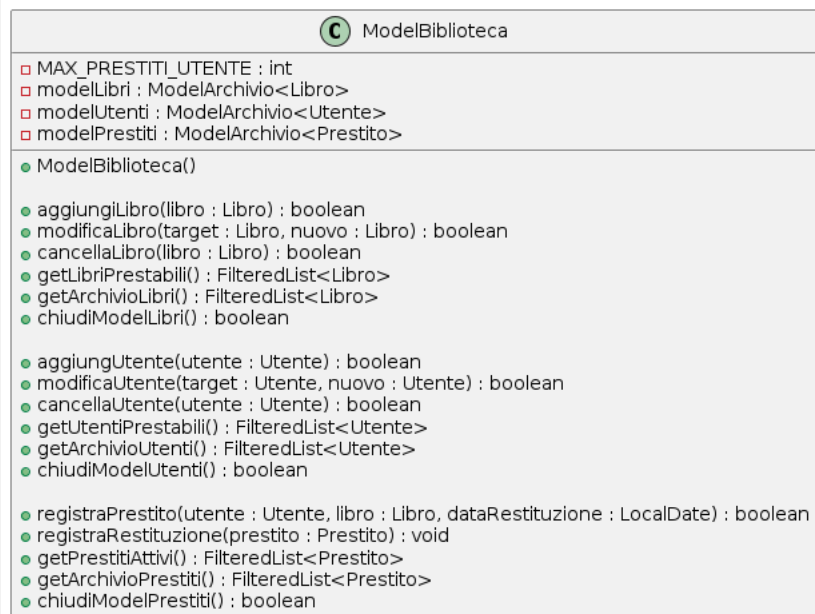 C ModelBiblioteca
MAX_PRESTITI_UTENTE : int
modelLibri : ModelArchivio<Libro>
modelUtenti : ModelArchivio<Utente>
modelPrestiti : ModelArchivio<Prestito>
ModelBiblioteca()
aggiungiLibro(libro : Libro) : boolean
modificaLibro(target : Libro, nuovo : Libro) : boolean
cancellaLibro(libro : Libro) : boolean
getLibriPrestabili() : FilteredList<Libro>
getArchivioLibri() : FilteredList<Libro>
chiudiModelLibri() : boolean
aggiungUtente(utente : Utente) : boolean
modificaUtente(target : Utente, nuovo : Utente) : boolean
cancellaUtente(utente : Utente) : boolean
getUtentiPrestabili() : FilteredList<Utente>
getArchivioUtenti() : FilteredList<Utente>
chiudiModelUtenti() : boolean
registraPrestito(utente : Utente, libro : Libro, dataRestituzione : LocalDate) : boolean
registraRestituzione(prestito : Prestito) : void
getPrestitiAttivi() : FilteredList<Prestito>
getArchivioPrestiti() : FilteredList<Prestito>
chiudiModelPrestiti() : boolean